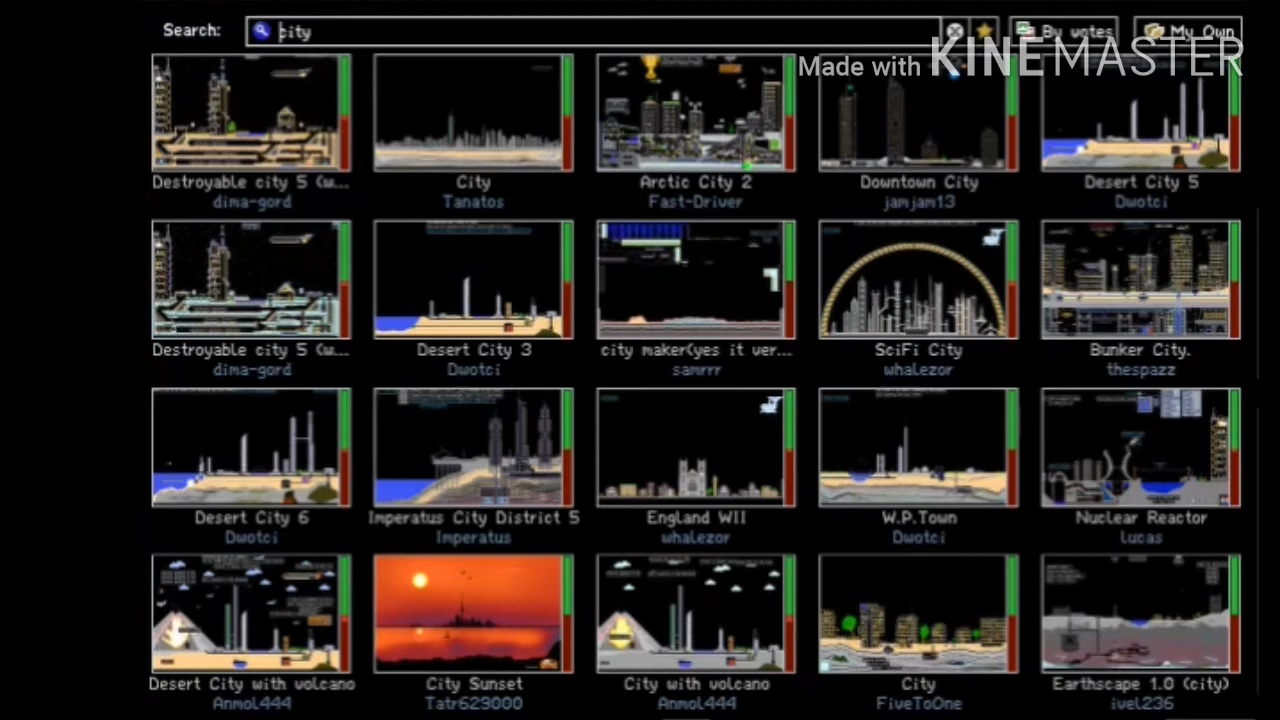 Search: city By votes My Own
Made with KINEMASTER
Destroyable city 5 (w... City Arctic City 2 Downtown City Desert City 5
dima-gord Tanatos Fast-Driver jamjam13 Dwotci
Destroyable city 5 (w... Desert City 3 city maker(yes it ver... SciFi City Bunker City.
dima-gord Dwotci samrrr whalezor thespazz
Desert City 6 Imperatus City District 5 England WII W.P.Town Nuclear Reactor
Dwotci Imperatus whalezor Dwotci lucas
Desert City with volcano City Sunset City with volcano City Earthscape 1.0 (city)
Anmol444 Tatr629000 Anmol444 FiveToOne ivel236